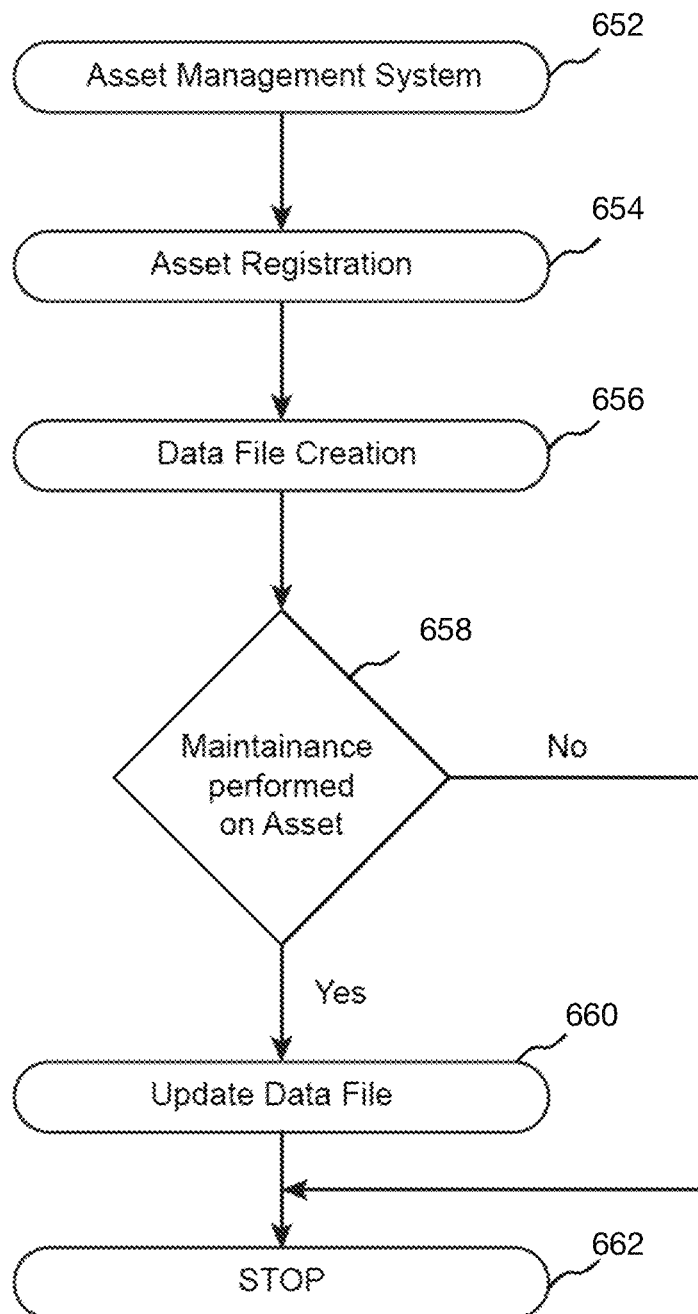 652
Asset Management System
654
Asset Registration
656
Data File Creation
658
Maintainance
performed
on Asset
No
Yes
660
Update Data File
662
STOP